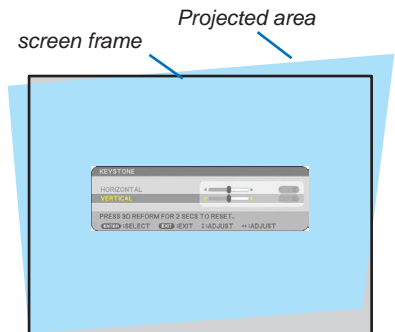 Projected area
screen frame
KEYSTONE
HORIZONTAL
VERTICAL
PRESS 3D REFORM FOR 2 SECS TO RESET.
ENTER :SELECT EXIT :EXIT ↕:ADJUST ↔:ADJUST